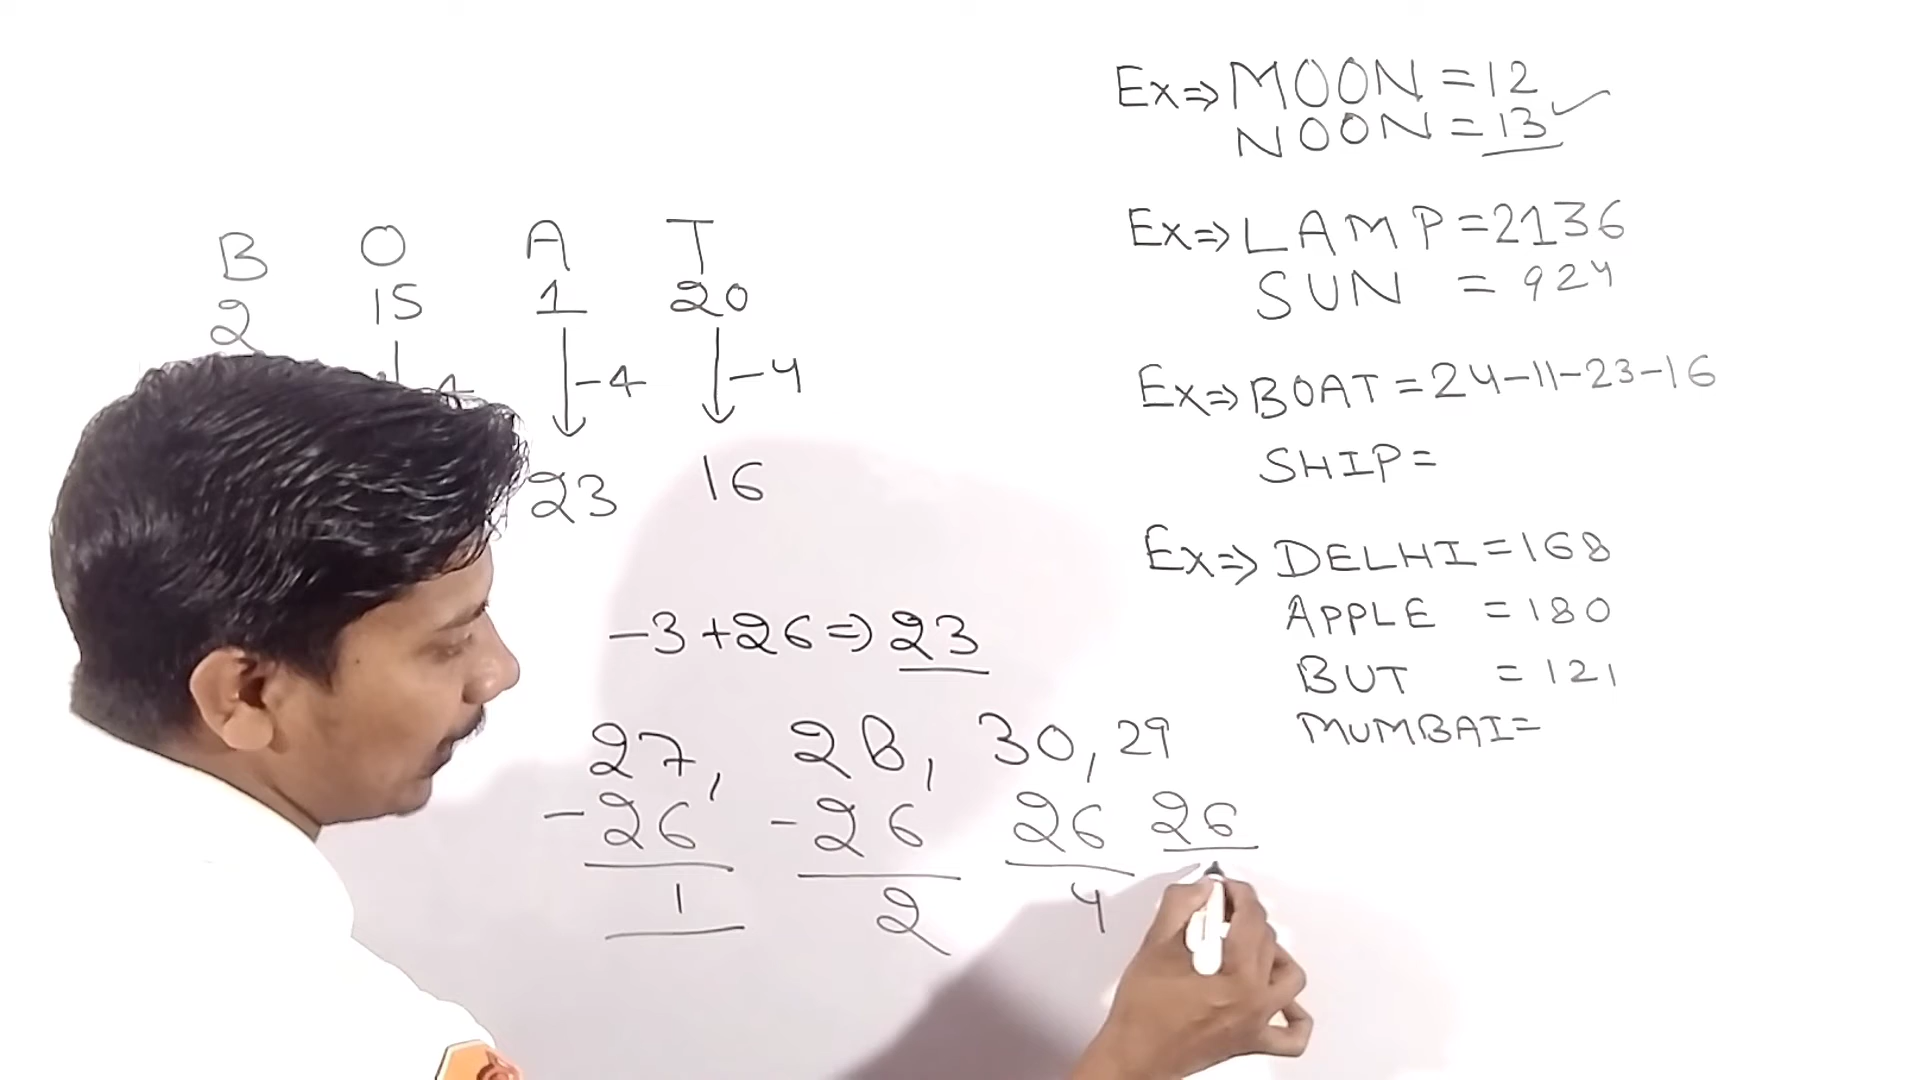 B O A T
2 15 1 20
-4 -4
23 16
-3+26⇒23
27, 28, 30, 29
-26 -26 26 26
1 2 4
Ex⇒MOON=12
NOON=13✓
Ex⇒LAMP=2136
SUN = 924
Ex⇒BOAT=24-11-23-16
SHIP=
Ex⇒DELHI=168
APPLE =180
BUT =121
MUMBAI=